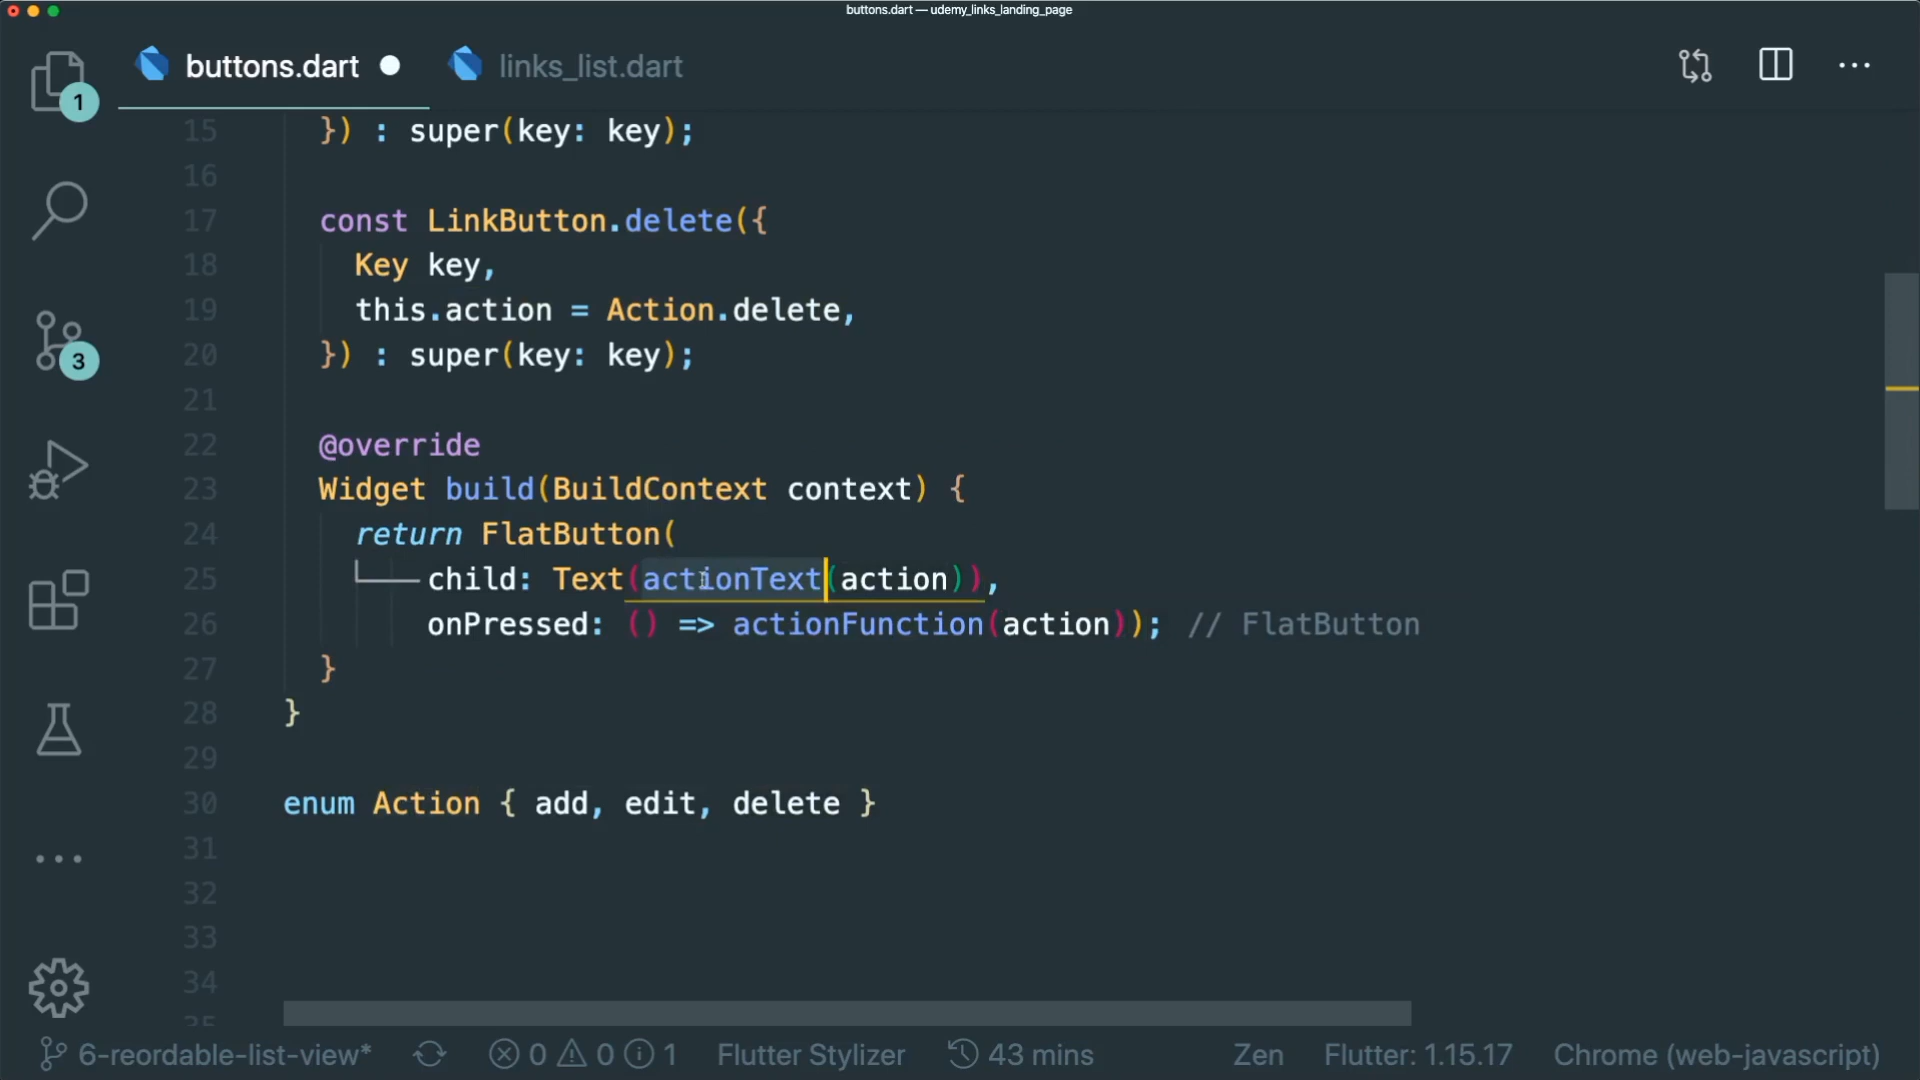 buttons.dart — udemy_links_landing_page
buttons.dart
links_list.dart
1
15 }) : super(key: key);
16
17 const LinkButton.delete({
18 Key key,
19 this.action = Action.delete,
20 }) : super(key: key);
3
21
22 @override
23 Widget build(BuildContext context) {
24 return FlatButton(
25 child: Text(actionText(action)),
26 onPressed: () => actionFunction(action)); // FlatButton
27 }
28 }
29
30 enum Action { add, edit, delete }
31
32
33
34
35
6-reordable-list-view* 0 0 1 Flutter Stylizer 43 mins Zen Flutter: 1.15.17 Chrome (web-javascript)